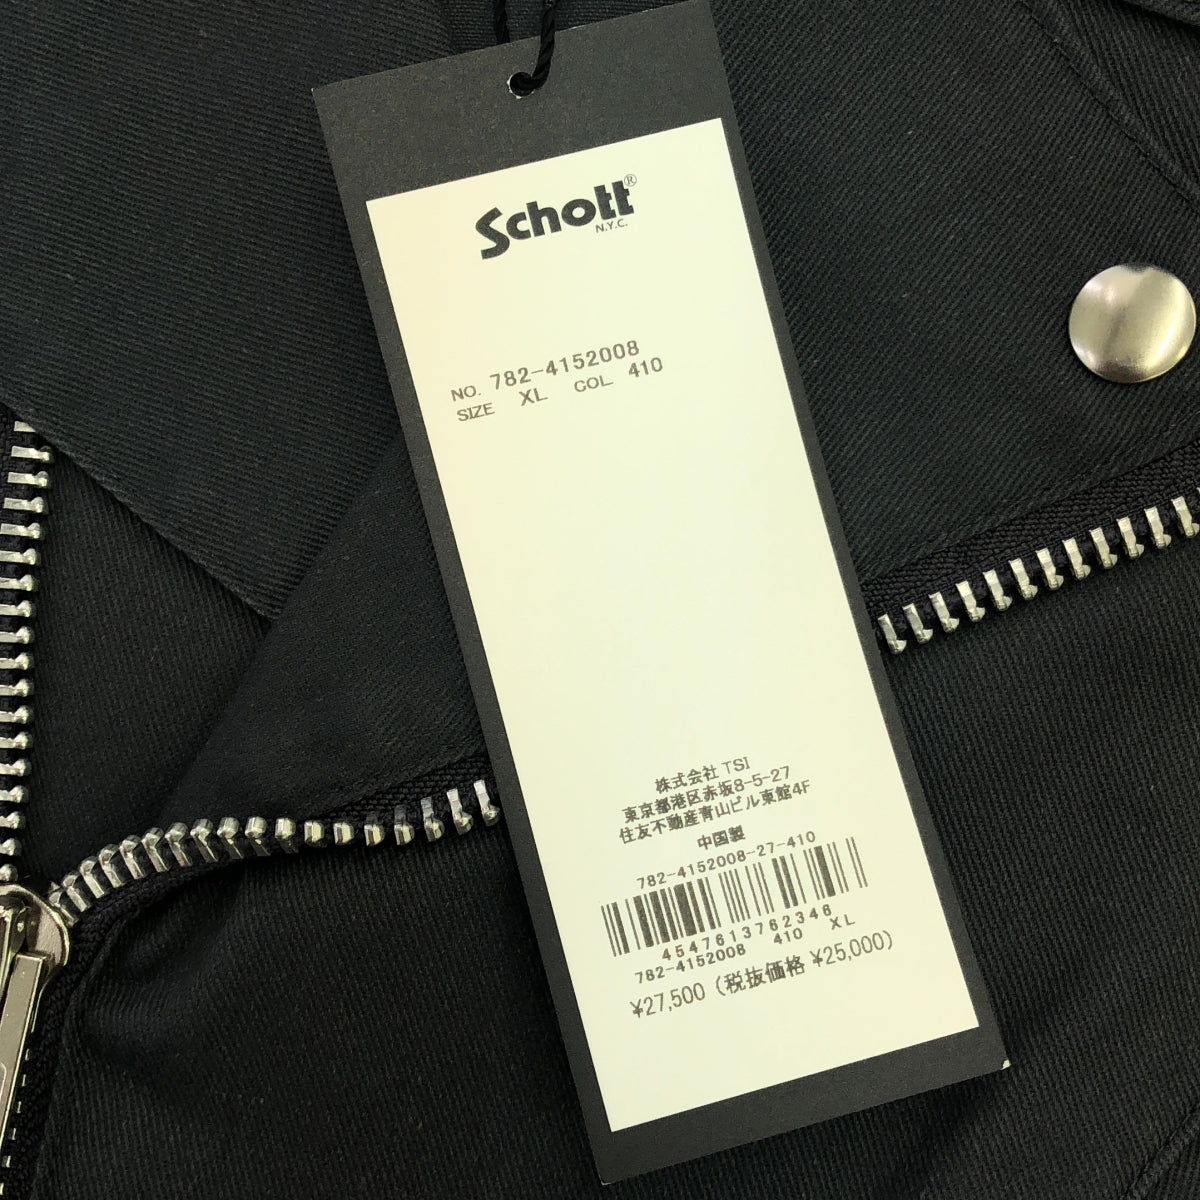 Schott®
N.Y.C.
NO. 782-4152008
SIZE XL COL 410
株式会社 TSI
東京都港区赤坂8-5-27
住友不動産青山ビル東館4F
中国製
782-4152008-27-410
4547613762346
782-4152008 410 XL
¥27,500 (税抜価格 ¥25,000)